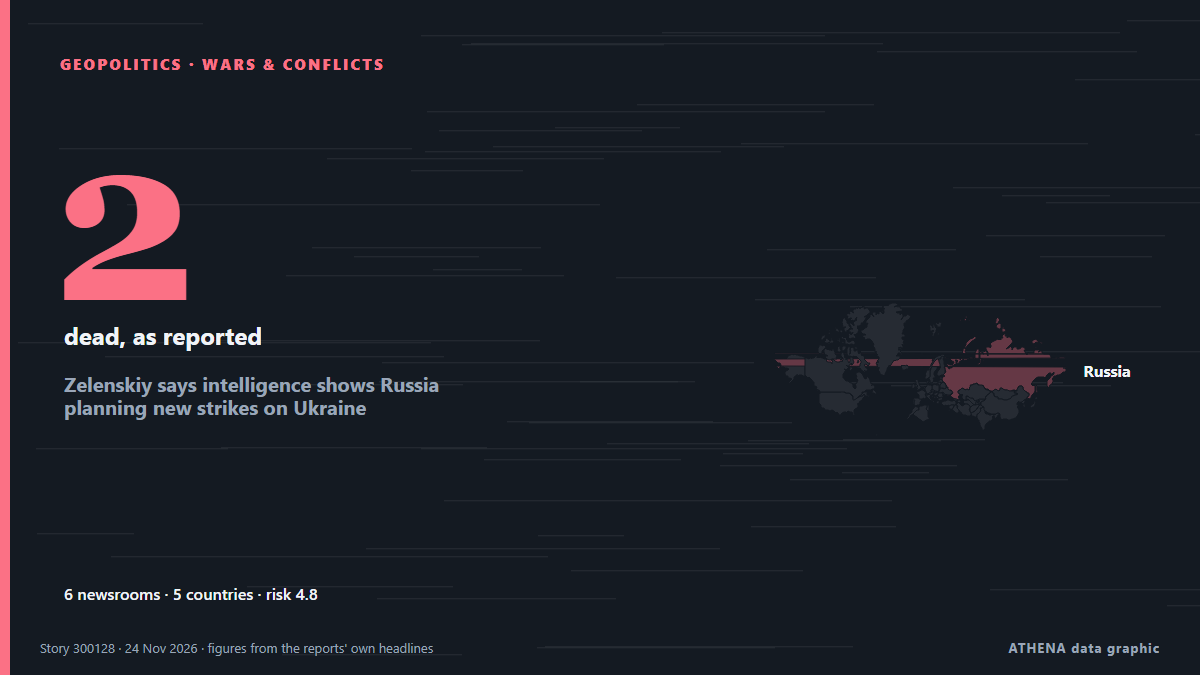 GEOPOLITICS · WARS & CONFLICTS
2
dead, as reported
Zelenskiy says intelligence shows Russia
planning new strikes on Ukraine
Russia
6 newsrooms · 5 countries · risk 4.8
Story 300128 · 24 Nov 2026 · figures from the reports' own headlines
ATHENA data graphic